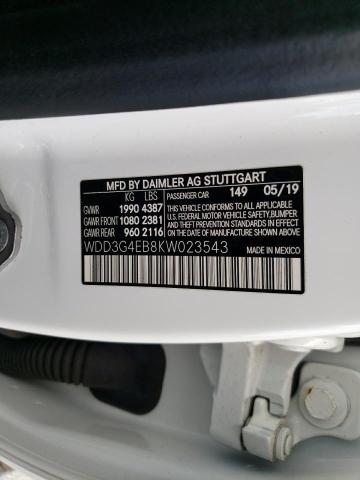 MFD BY DAIMLER AG STUTTGART
KG LBS PASSENGER CAR 149 05/19
GVWR 1990 4387 THIS VEHICLE CONFORMS TO ALL APPLICABLE
GAWR FRONT 1080 2381 U.S. FEDERAL MOTOR VEHICLE SAFETY, BUMPER
GAWR REAR 960 2116 AND THEFT PREVENTION STANDARDS IN EFFECT
ON THE DATE OF MANUFACTURE SHOWN ABOVE.
WDD3G4EB8KW023543
MADE IN MEXICO